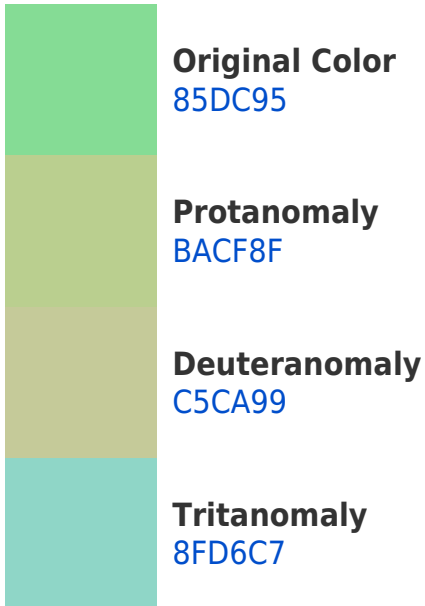 Original Color
85DC95
Protanomaly
BACF8F
Deuteranomaly
C5CA99
Tritanomaly
8FD6C7